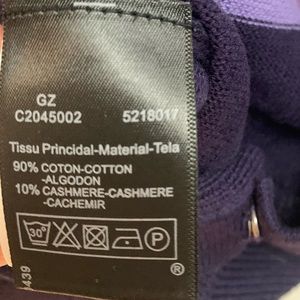 GZ
C2045002 5218017
Tissu Principal-Material-Tela
90% COTON-COTTON
-ALGODON
10% CASHMERE-CASHMERE
-CACHEMIR
30° P
®
439